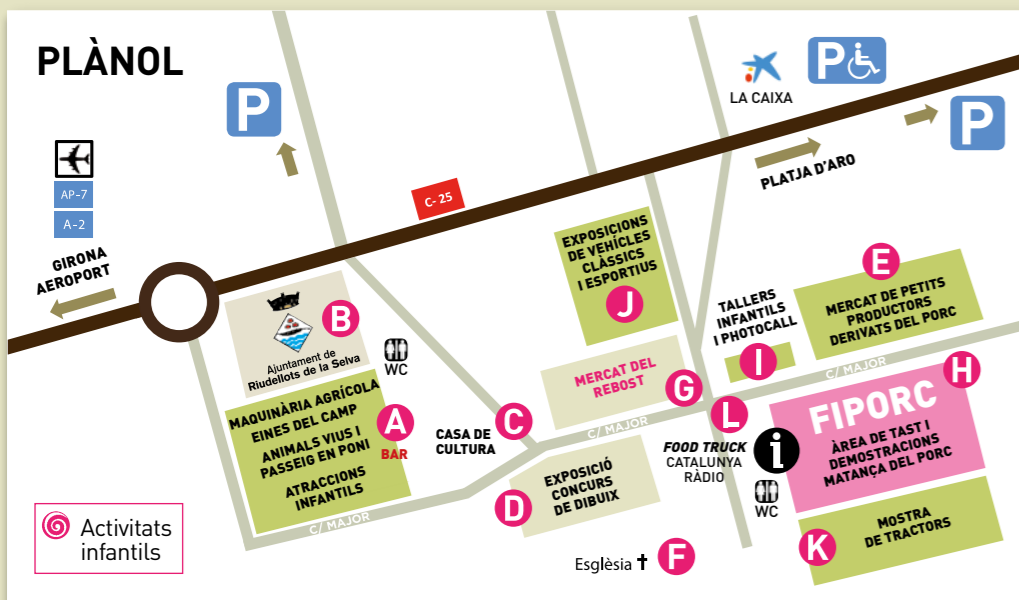 PLÀNOL
P
LA CAIXA
P
P
AP-7
A-2
GIRONA
AEROPORT
C-25
PLATJA D'ARO
B
Ajuntament de
Riudellots de la Selva
WC
MAQUINÀRIA AGRÍCOLA
EINES DEL CAMP
ANIMALS VIUS I
PASSEIG EN PONI
ATRACCIONS
INFANTILS
A
BAR
C/ MAJOR
CASA DE
CULTURA
C
D
EXPOSICIÓ
CONCURS
DE DIBUIX
EXPOSICIONS
DE VEHÍCLES
CLÀSSICS
I ESPORTIUS
J
MERCAT DEL
REBOST
G
C/ MAJOR
TALLERS
INFANTILS
I PHOTOCALL
I
E
MERCAT DE PETITS
PRODUCTORS
DERIVATS DEL PORC
C/ MAJOR
H
L
FOOD TRUCK
CATALUNYA
RÀDIO
i
WC
FIPORC
ÀREA DE TAST I
DEMOSTRACIONS
MATANÇA DEL PORC
K
MOSTRA
DE TRACTORS
Esglèsia
F
Activitats
infantils